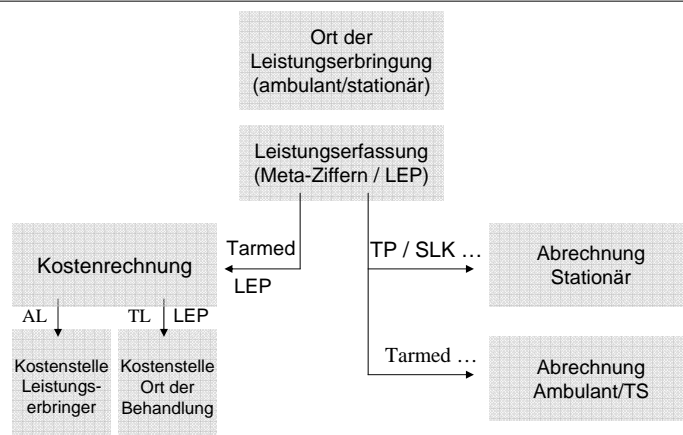 Ort der
Leistungserbringung
(ambulant/stationär)
Leistungserfassung
(Meta-Ziffern / LEP)
Kostenrechnung
Tarmed
LEP
TP / SLK ...
Abrechnung
Stationär
AL
TL
LEP
Kostenstelle
Leistungs-
erbringer
Kostenstelle
Ort der
Behandlung
Tarmed ...
Abrechnung
Ambulant/TS